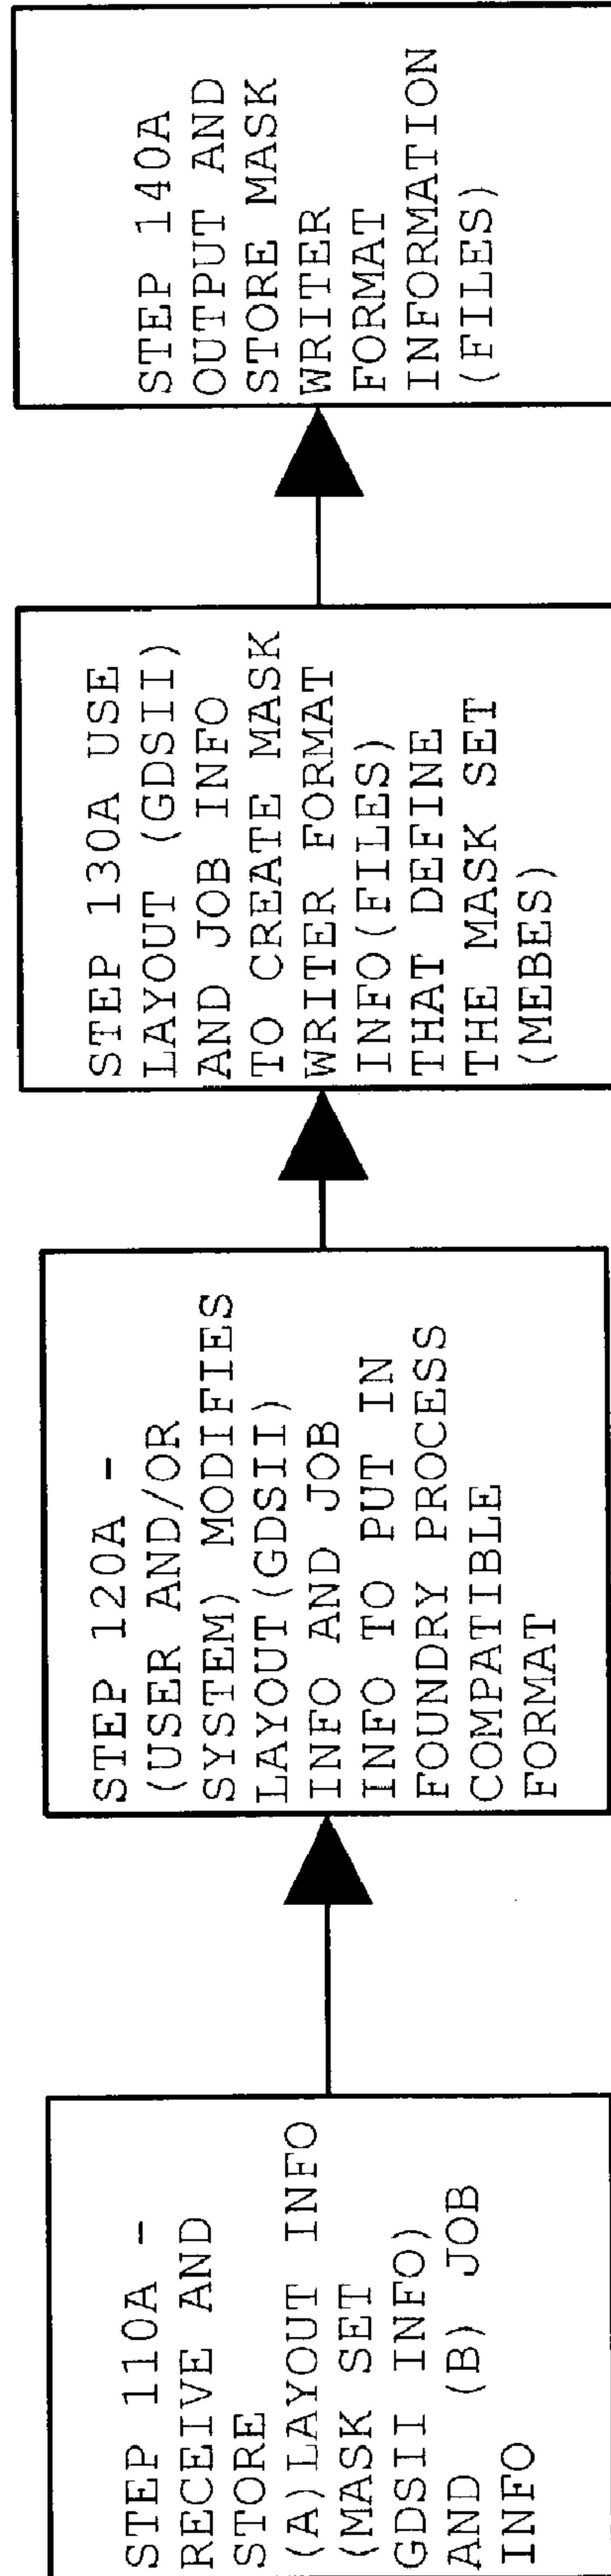 STEP 110A -
RECEIVE AND
STORE
(A)LAYOUT INFO
(MASK SET
GDSII INFO)
AND (B) JOB
INFO
STEP 120A -
(USER AND/OR
SYSTEM) MODIFIES
LAYOUT(GDSII)
INFO AND JOB
INFO TO PUT IN
FOUNDRY PROCESS
COMPATIBLE
FORMAT
STEP 130A USE
LAYOUT (GDSII)
AND JOB INFO
TO CREATE MASK
WRITER FORMAT
INFO(FILES)
THAT DEFINE
THE MASK SET
(MEBES)
STEP 140A
OUTPUT AND
STORE MASK
WRITER
FORMAT
INFORMATION
(FILES)